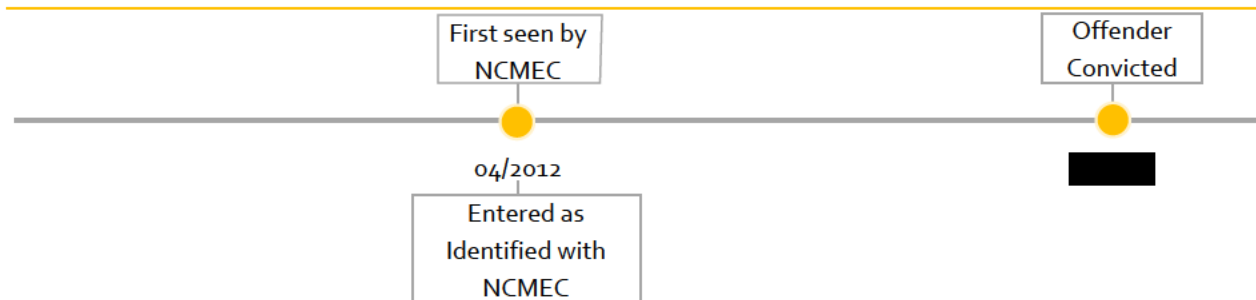 First seen by
NCMEC
Offender
Convicted
04/2012
Entered as
Identified with
NCMEC